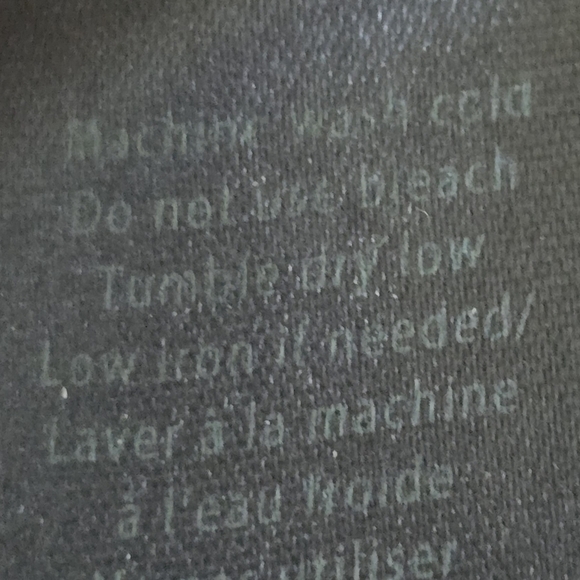 Machine wash cold
Do not use bleach
Tumble dry low
Low iron if needed/
Laver à la machine
à l'eau froide
utiliser